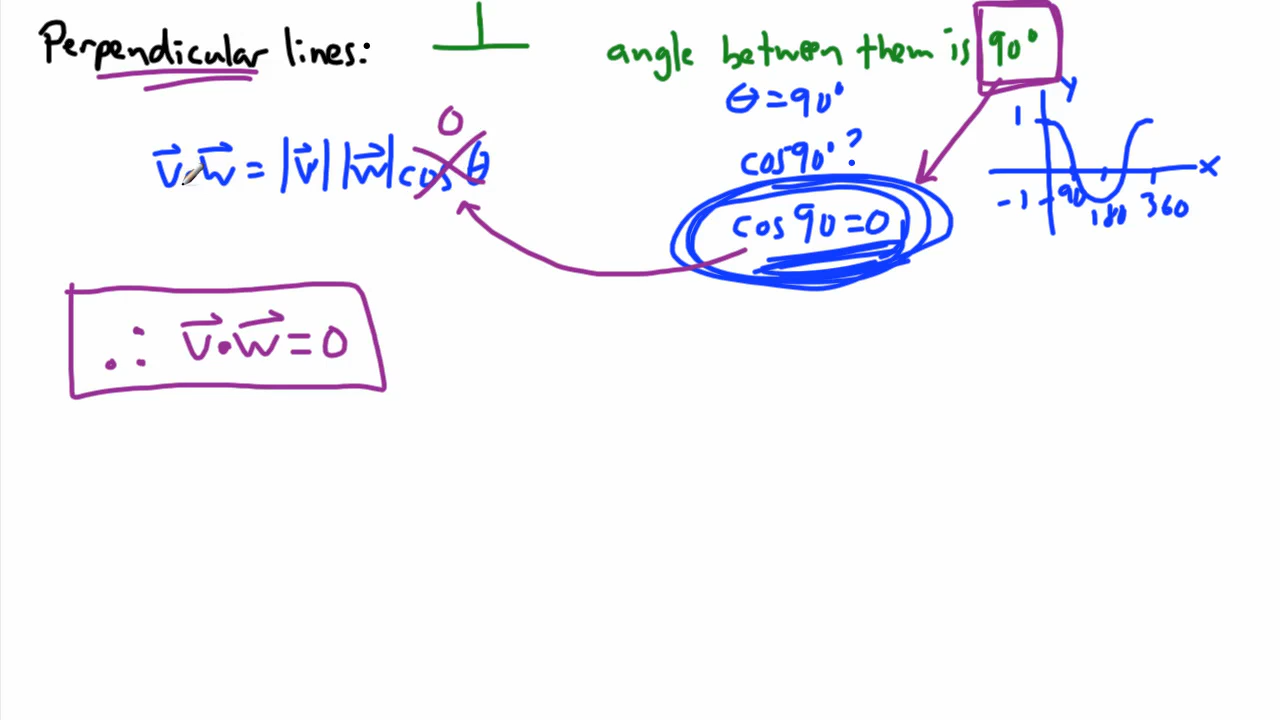 Perpendicular lines:
angle between them is 90°
θ = 90°
cos 90°?
cos 90 = 0
0
v⃗ · w⃗ = |v⃗| |w⃗| cos θ
∴ v⃗ · w⃗ = 0
y
1
-1
90
180
360
x